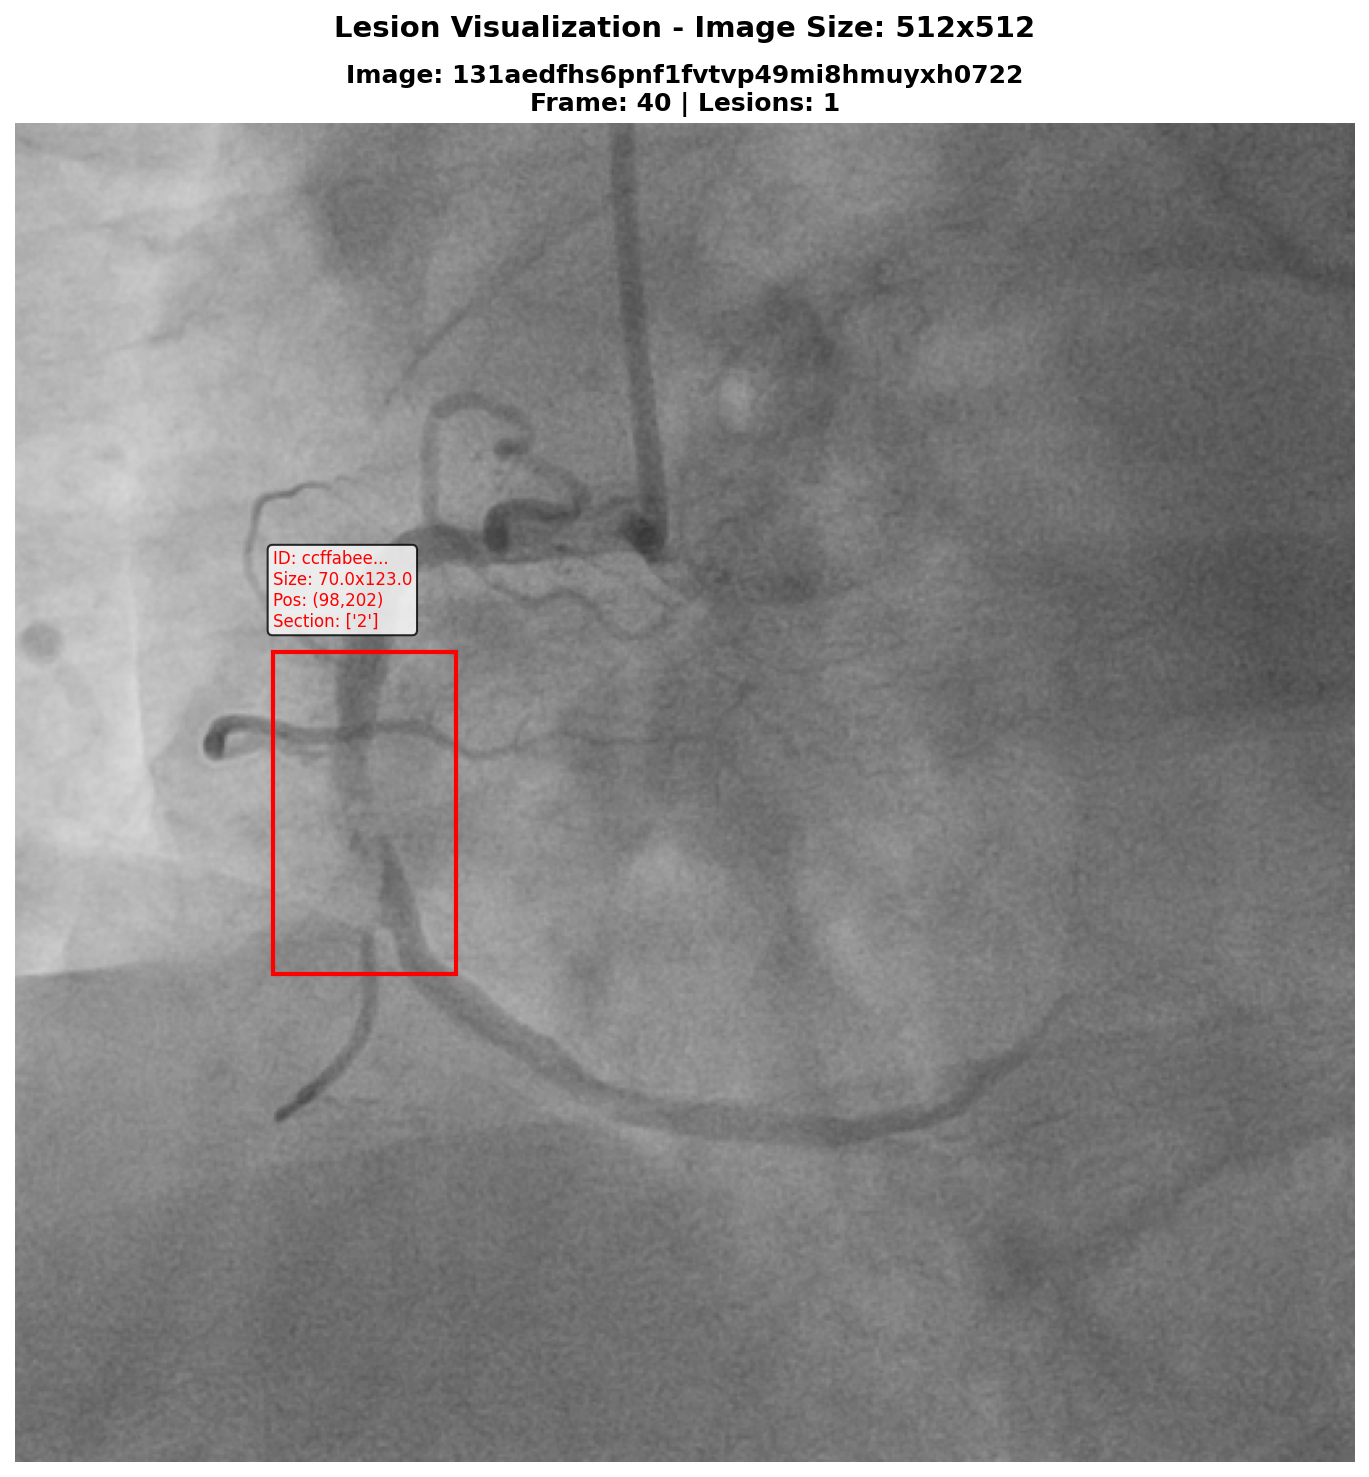 Lesion Visualization - Image Size: 512x512
Image: 131aedfhs6pnf1fvtvp49mi8hmuyxh0722
Frame: 40 | Lesions: 1
ID: ccffabee...
Size: 70.0x123.0
Pos: (98,202)
Section: ['2']